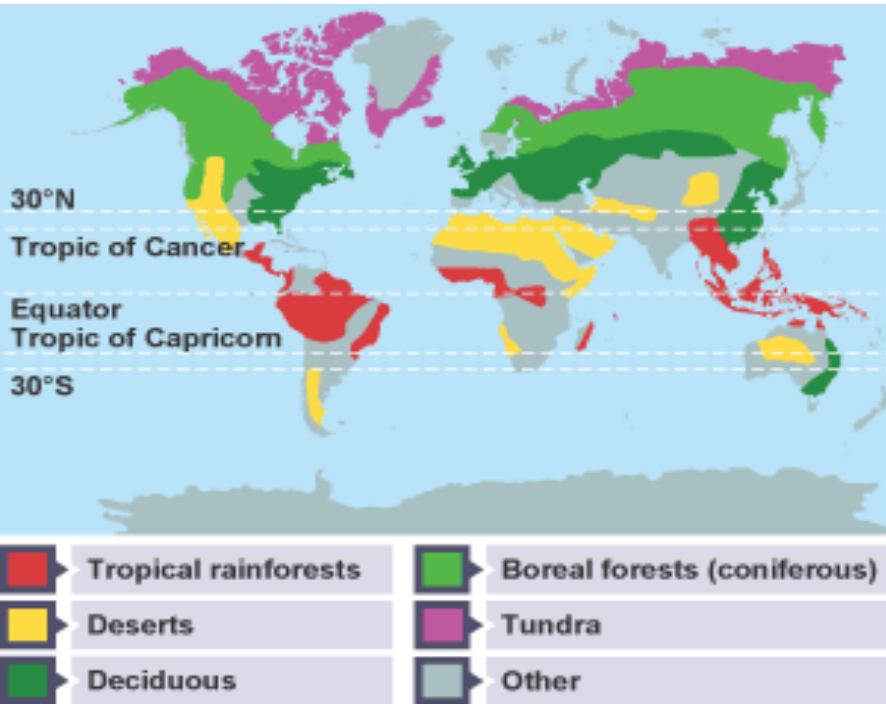 30°N
Tropic of Cancer
Equator
Tropic of Capricorn
30°S
Tropical rainforests
Boreal forests (coniferous)
Deserts
Tundra
Deciduous
Other